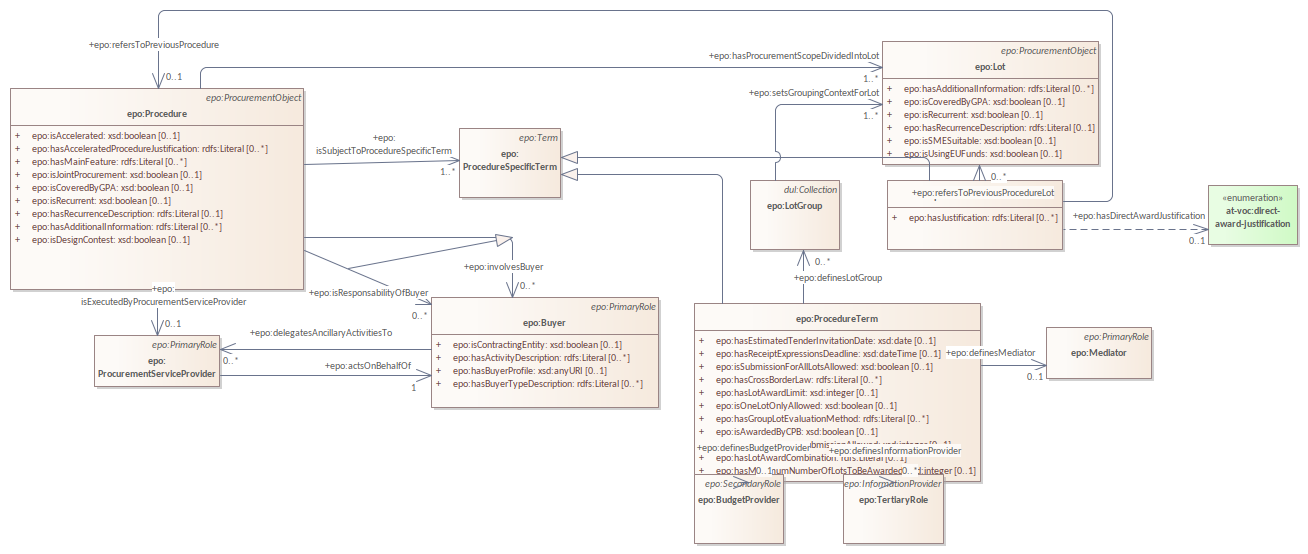 +epo:refersToPreviousProcedure
0..1
+epo:hasProcurementScopeDividedIntoLot
1..*
+epo:setsGroupingContextForLot
1..*
epo:ProcurementObject
epo:Procedure
+ epo:isAccelerated: xsd:boolean [0..1]
+ epo:hasAcceleratedProcedureJustification: rdfs:Literal [0..*]
+ epo:hasMainFeature: rdfs:Literal [0..*]
+ epo:isJointProcurement: xsd:boolean [0..1]
+ epo:isCoveredByGPA: xsd:boolean [0..1]
+ epo:isRecurrent: xsd:boolean [0..1]
+ epo:hasRecurrenceDescription: rdfs:Literal [0..1]
+ epo:hasAdditionalInformation: rdfs:Literal [0..*]
+ epo:isDesignContest: xsd:boolean [0..1]
+epo:
isSubjectToProcedureSpecificTerm
1..*
epo:Term
epo:
ProcedureSpecificTerm
epo:ProcurementObject
epo:Lot
+ epo:hasAdditionalInformation: rdfs:Literal [0..*]
+ epo:isCoveredByGPA: xsd:boolean [0..1]
+ epo:isRecurrent: xsd:boolean [0..1]
+ epo:hasRecurrenceDescription: rdfs:Literal [0..1]
+ epo:isSMESuitable: xsd:boolean [0..1]
+ epo:isUsingEUFunds: xsd:boolean [0..1]
0..*
+epo:refersToPreviousProcedureLot
+ epo:hasJustification: rdfs:Literal [0..*]
dul:Collection
epo:LotGroup
0..*
+epo:definesLotGroup
+epo:hasDirectAwardJustification
0..1
«enumeration»
at-voc:direct-
award-justification
+epo:involvesBuyer
0..*
+epo:isResponsabilityOfBuyer
0..*
+epo:
isExecutedByProcurementServiceProvider
0..1
epo:PrimaryRole
epo:
ProcurementServiceProvider
+epo:delegatesAncillaryActivitiesTo
0..*
+epo:actsOnBehalfOf
1
epo:PrimaryRole
epo:Buyer
+ epo:isContractingEntity: xsd:boolean [0..1]
+ epo:hasActivityDescription: rdfs:Literal [0..*]
+ epo:hasBuyerProfile: xsd:anyURI [0..1]
+ epo:hasBuyerTypeDescription: rdfs:Literal [0..*]
epo:ProcedureTerm
+ epo:hasEstimatedTenderInvitationDate: xsd:date [0..1]
+ epo:hasReceiptExpressionsDeadline: xsd:dateTime [0..1]
+ epo:isSubmissionForAllLotsAllowed: xsd:boolean [0..1]
+ epo:hasCrossBorderLaw: rdfs:Literal [0..*]
+ epo:hasLotAwardLimit: xsd:integer [0..1]
+ epo:isOneLotOnlyAllowed: xsd:boolean [0..1]
+ epo:hasGroupLotEvaluationMethod: rdfs:Literal [0..*]
+ epo:isAwardedByCPB: xsd:boolean [0..1]
+epo:definesBudgetProvider
+epo:definesInformationProvider
+ epo:hasLotAwardCombination: rdfs:Literal [0..1]
+ epo:hasM 0..1 umNumberOfLotsToBeAwarded 0..* :integer [0..1]
+epo:definesMediator
0..1
epo:PrimaryRole
epo:Mediator
epo:SecondaryRole
epo:BudgetProvider
epo:InformationProvider
epo:TertiaryRole